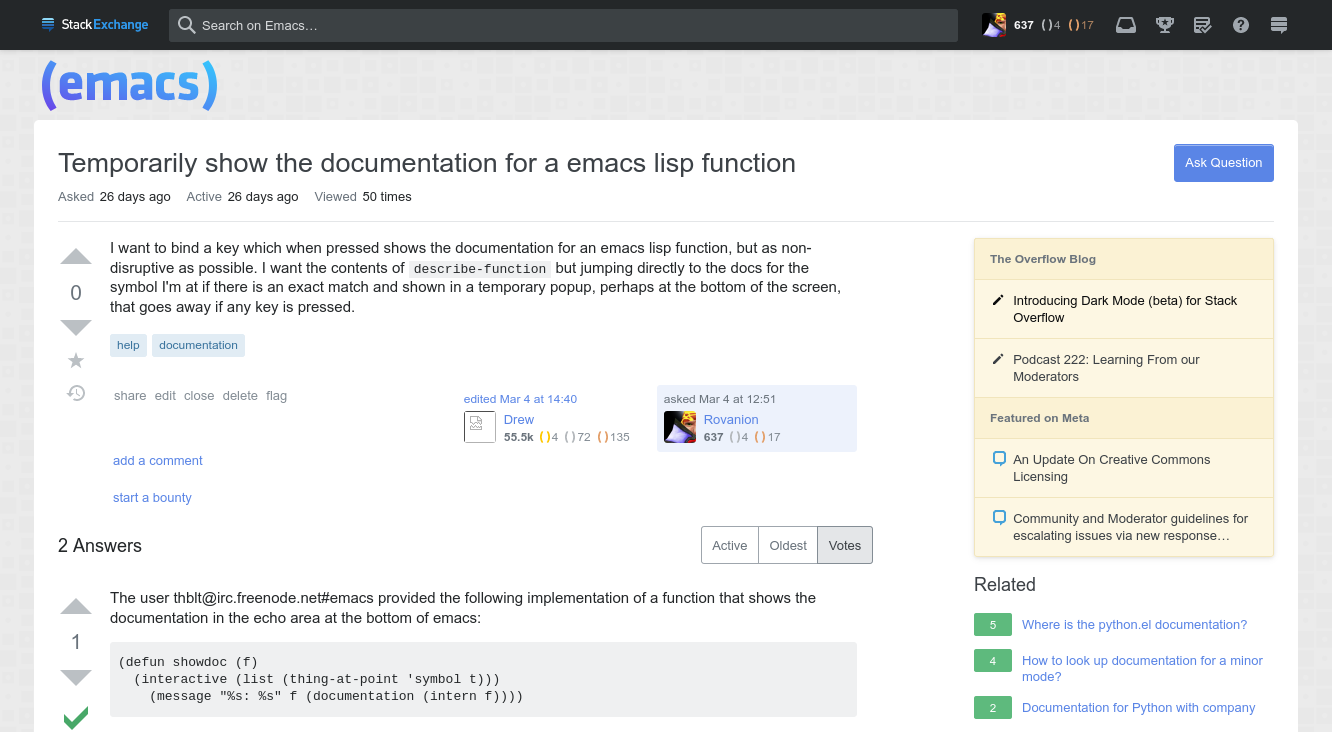 StackExchange
Search on Emacs…
637 ()4 ()17
(emacs)
Temporarily show the documentation for a emacs lisp function
Ask Question
Asked 26 days ago Active 26 days ago Viewed 50 times
0
I want to bind a key which when pressed shows the documentation for an emacs lisp function, but as non-
disruptive as possible. I want the contents of describe-function but jumping directly to the docs for the
symbol I'm at if there is an exact match and shown in a temporary popup, perhaps at the bottom of the screen,
that goes away if any key is pressed.
help documentation
share edit close delete flag
edited Mar 4 at 14:40
Drew
55.5k ()4 ()72 ()135
asked Mar 4 at 12:51
Rovanion
637 ()4 ()17
add a comment
start a bounty
2 Answers
Active Oldest Votes
1
The user thblt@irc.freenode.net#emacs provided the following implementation of a function that shows the
documentation in the echo area at the bottom of emacs:
(defun showdoc (f)
  (interactive (list (thing-at-point 'symbol t)))
    (message "%s: %s" f (documentation (intern f))))
The Overflow Blog
Introducing Dark Mode (beta) for Stack
Overflow
Podcast 222: Learning From our
Moderators
Featured on Meta
An Update On Creative Commons
Licensing
Community and Moderator guidelines for
escalating issues via new response…
Related
5 Where is the python.el documentation?
4 How to look up documentation for a minor
mode?
2 Documentation for Python with company